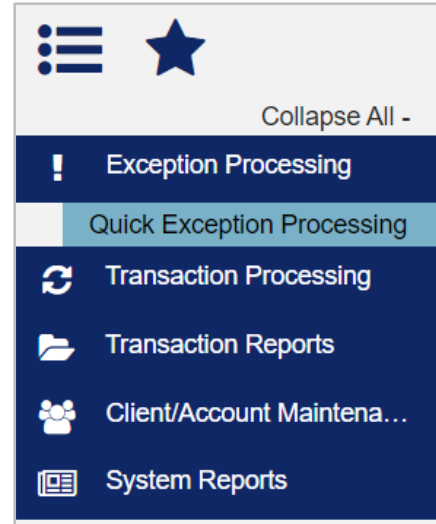 Collapse All -
Exception Processing
Quick Exception Processing
Transaction Processing
Transaction Reports
Client/Account Maintena...
System Reports